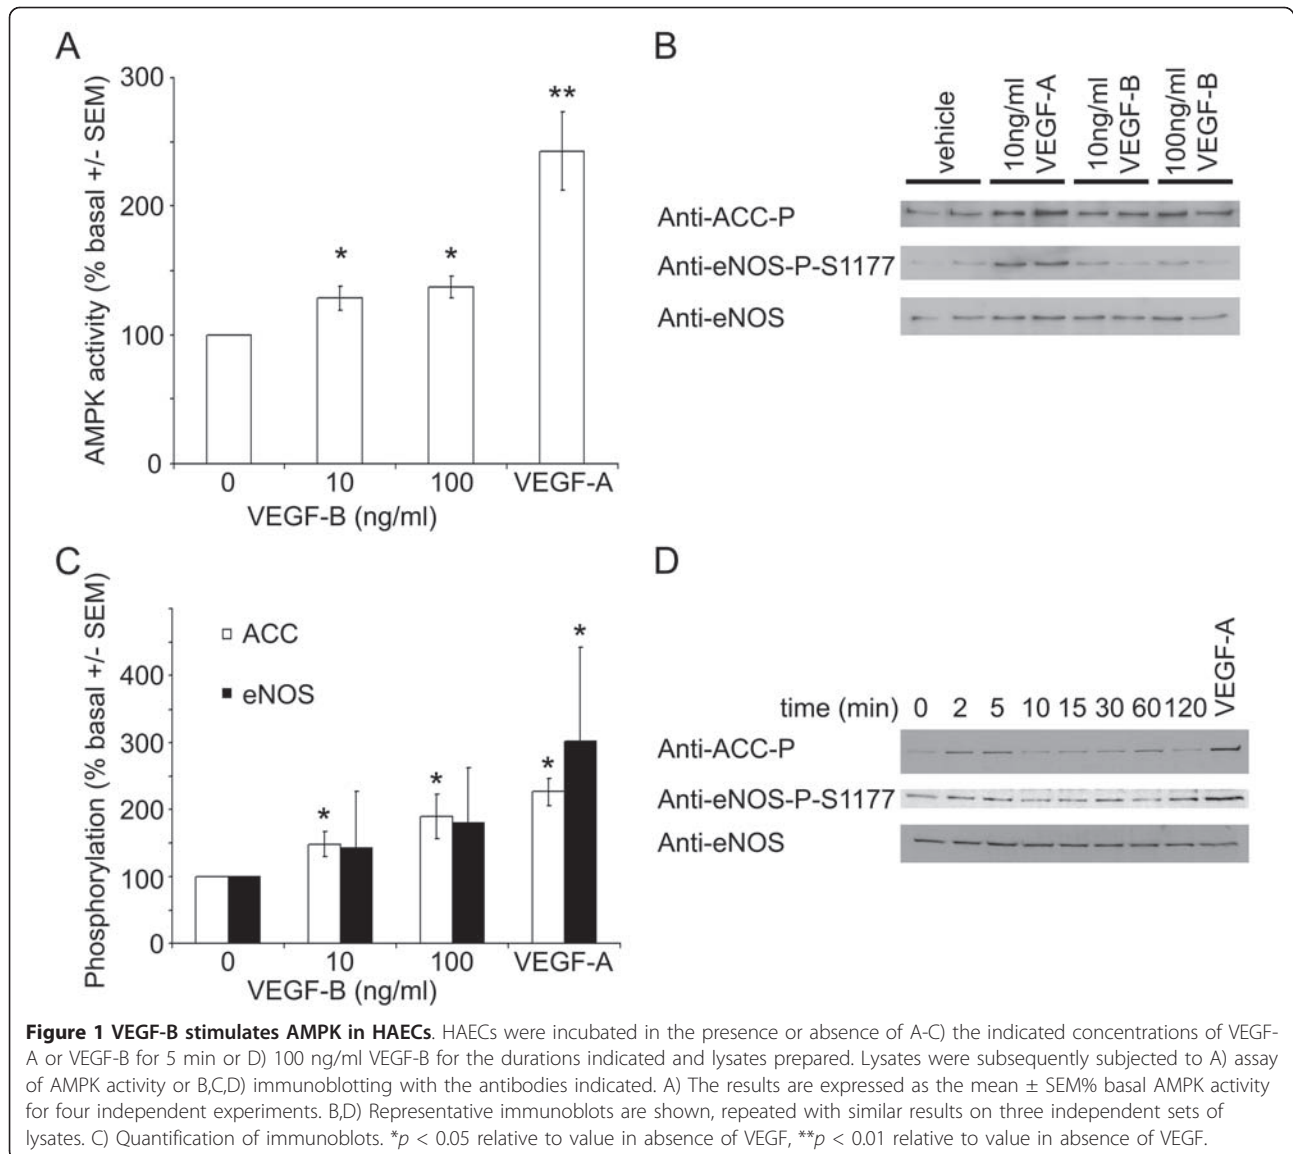 A
AMPK activity (% basal +/- SEM)
300
200
100
0
*
*
**
0 10 100 VEGF-A
VEGF-B (ng/ml)
B
vehicle
10ng/ml
VEGF-A
10ng/ml
VEGF-B
100ng/ml
VEGF-B
Anti-ACC-P
Anti-eNOS-P-S1177
Anti-eNOS
C
Phosphorylation (% basal +/- SEM)
400
300
200
100
0
ACC
eNOS
*
*
*
*
0 10 100 VEGF-A
VEGF-B (ng/ml)
D
time (min) 0 2 5 10 15 30 60 120 VEGF-A
Anti-ACC-P
Anti-eNOS-P-S1177
Anti-eNOS
Figure 1 VEGF-B stimulates AMPK in HAECs. HAECs were incubated in the presence or absence of A-C) the indicated concentrations of VEGF-
A or VEGF-B for 5 min or D) 100 ng/ml VEGF-B for the durations indicated and lysates prepared. Lysates were subsequently subjected to A) assay
of AMPK activity or B,C,D) immunoblotting with the antibodies indicated. A) The results are expressed as the mean ± SEM% basal AMPK activity
for four independent experiments. B,D) Representative immunoblots are shown, repeated with similar results on three independent sets of
lysates. C) Quantification of immunoblots. *p < 0.05 relative to value in absence of VEGF, **p < 0.01 relative to value in absence of VEGF.